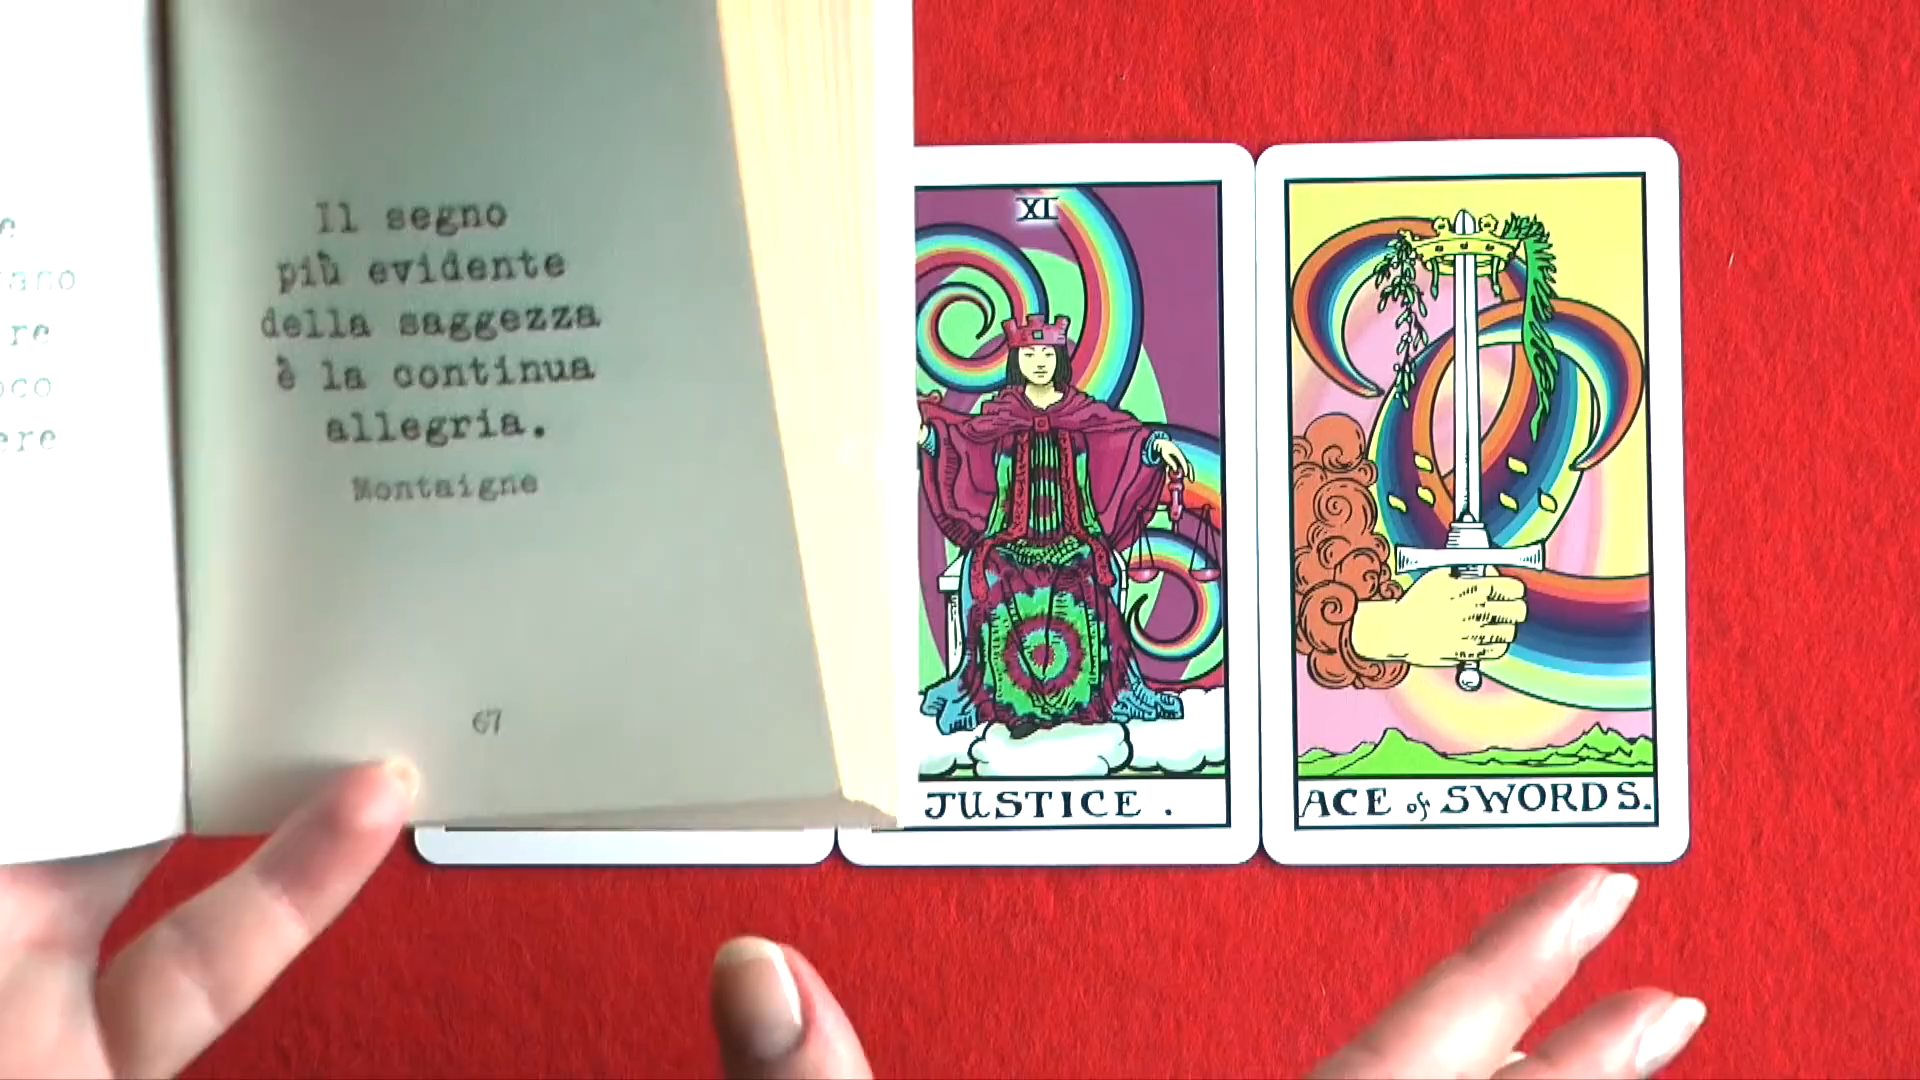 Il segno
più evidente
della saggezza
è la continua
allegria.
Montaigne
67
XI
JUSTICE .
ACE of SWORDS.